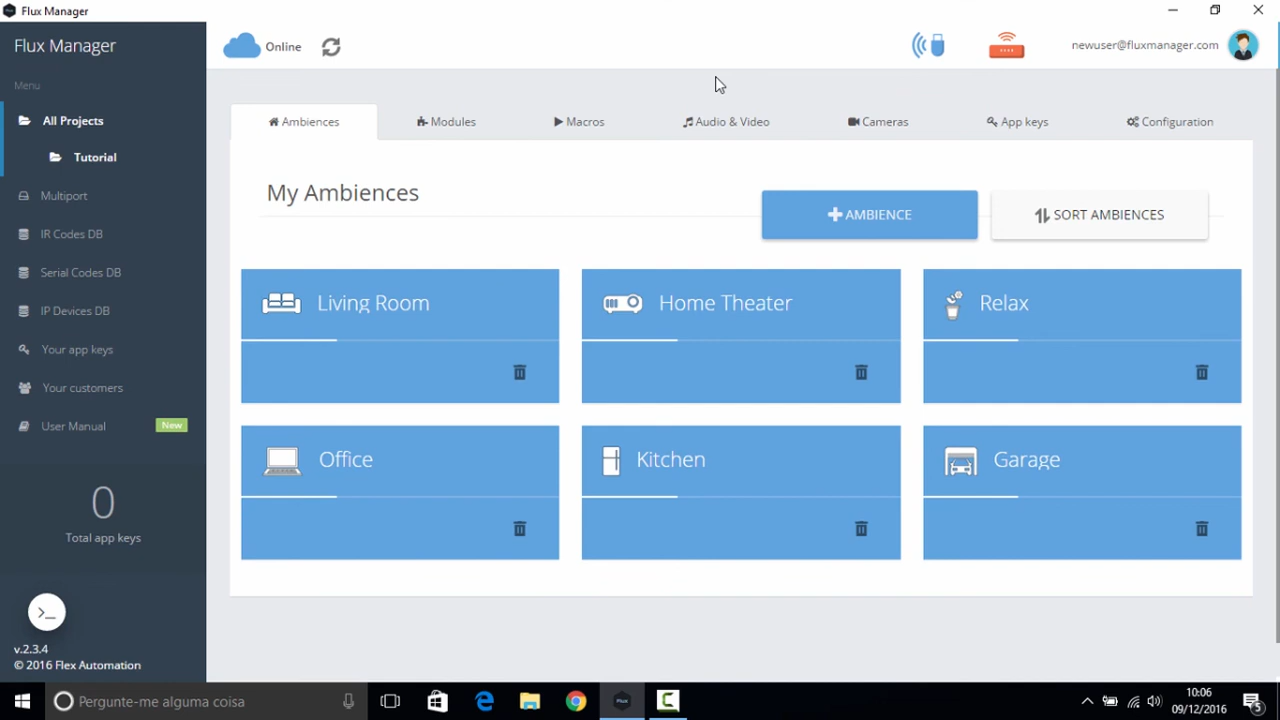 Flux Manager
Flux Manager
Online
newuser@fluxmanager.com
Menu
All Projects
Tutorial
Multiport
IR Codes DB
Serial Codes DB
IP Devices DB
Your app keys
Your customers
User Manual New
0
Total app keys
>_
v.2.3.4
© 2016 Flex Automation
Ambiences Modules Macros Audio & Video Cameras App keys Configuration
My Ambiences
AMBIENCE SORT AMBIENCES
Living Room Home Theater Relax
Office Kitchen Garage
Pergunte-me alguma coisa
Flux
10:06
09/12/2016
5